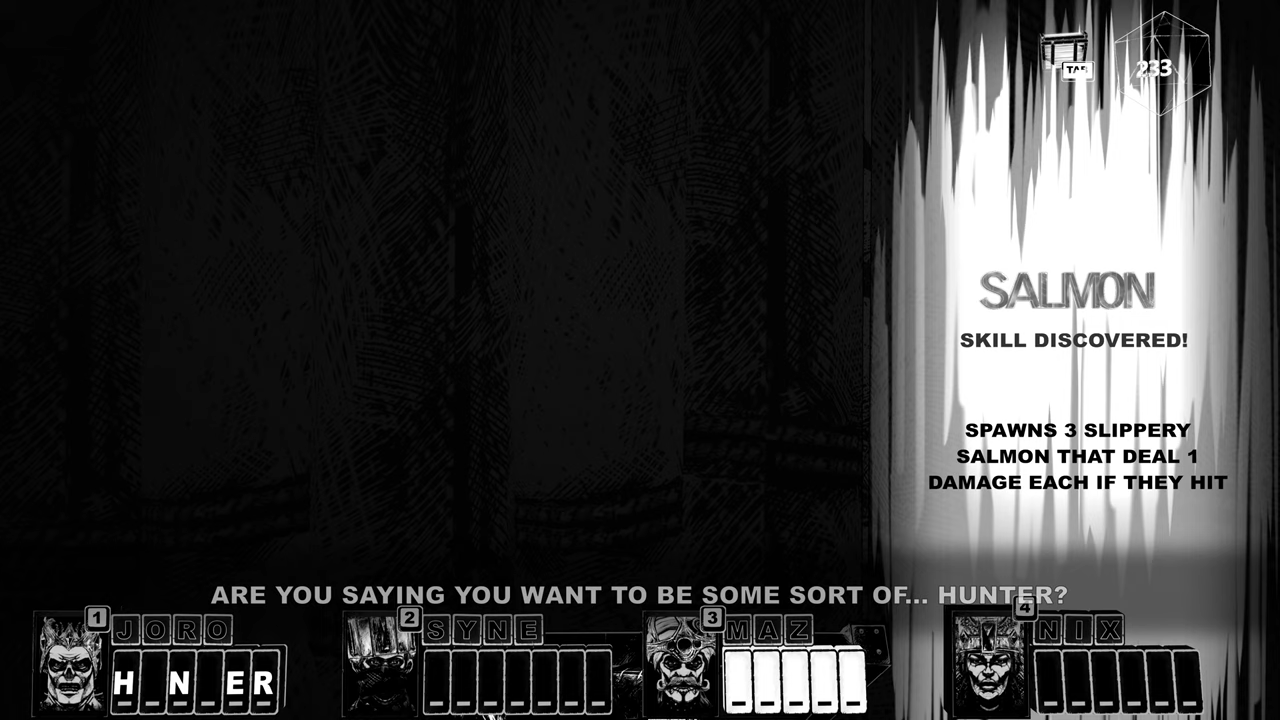 TAB
233
SALMON
SKILL DISCOVERED!
SPAWNS 3 SLIPPERY
SALMON THAT DEAL 1
DAMAGE EACH IF THEY HIT
ARE YOU SAYING YOU WANT TO BE SOME SORT OF... HUNTER?
1 JORO
2 SYNE
3 MAZ
4 NIX
H N ER